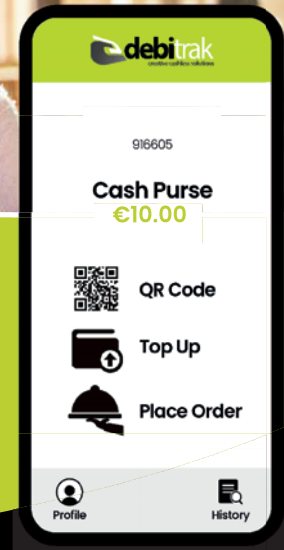 debitrak
creative cashless solutions
916605
Cash Purse
€10.00
QR Code
Top Up
Place Order
Profile
History